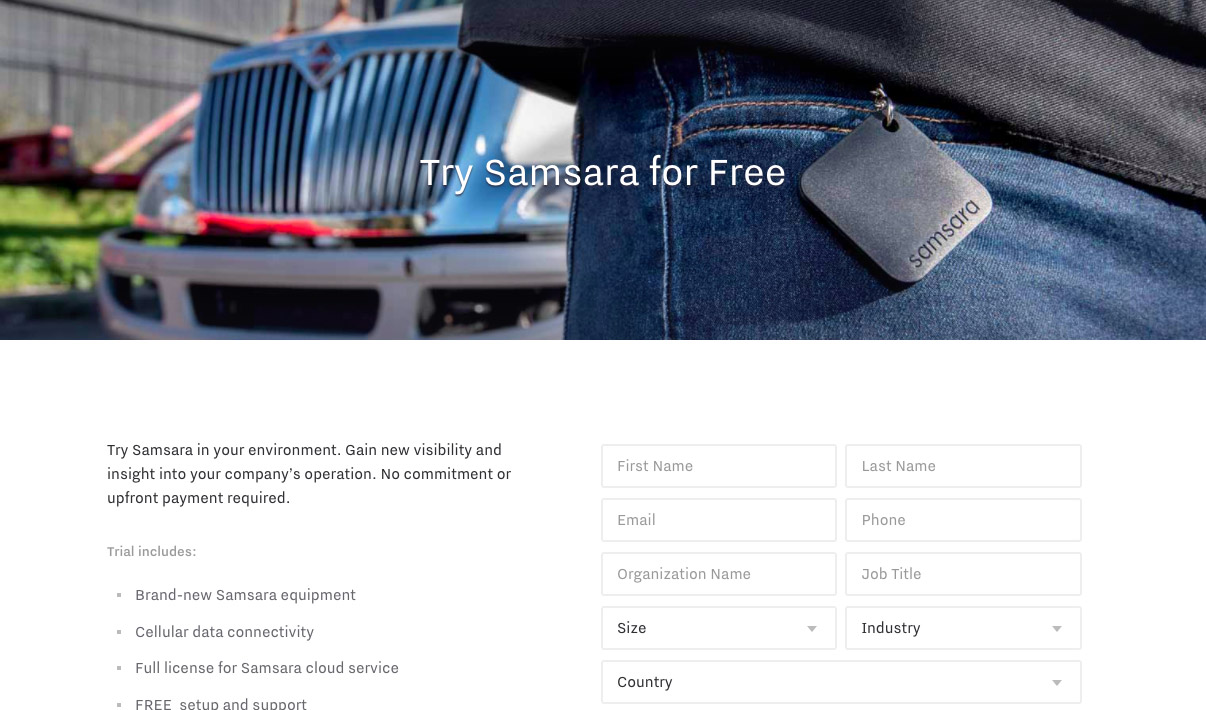 Try Samsara for Free
samsara
Try Samsara in your environment. Gain new visibility and
insight into your company’s operation. No commitment or
upfront payment required.
Trial includes:
Brand-new Samsara equipment
Cellular data connectivity
Full license for Samsara cloud service
FREE setup and support
First Name
Last Name
Email
Phone
Organization Name
Job Title
Size
Industry
Country